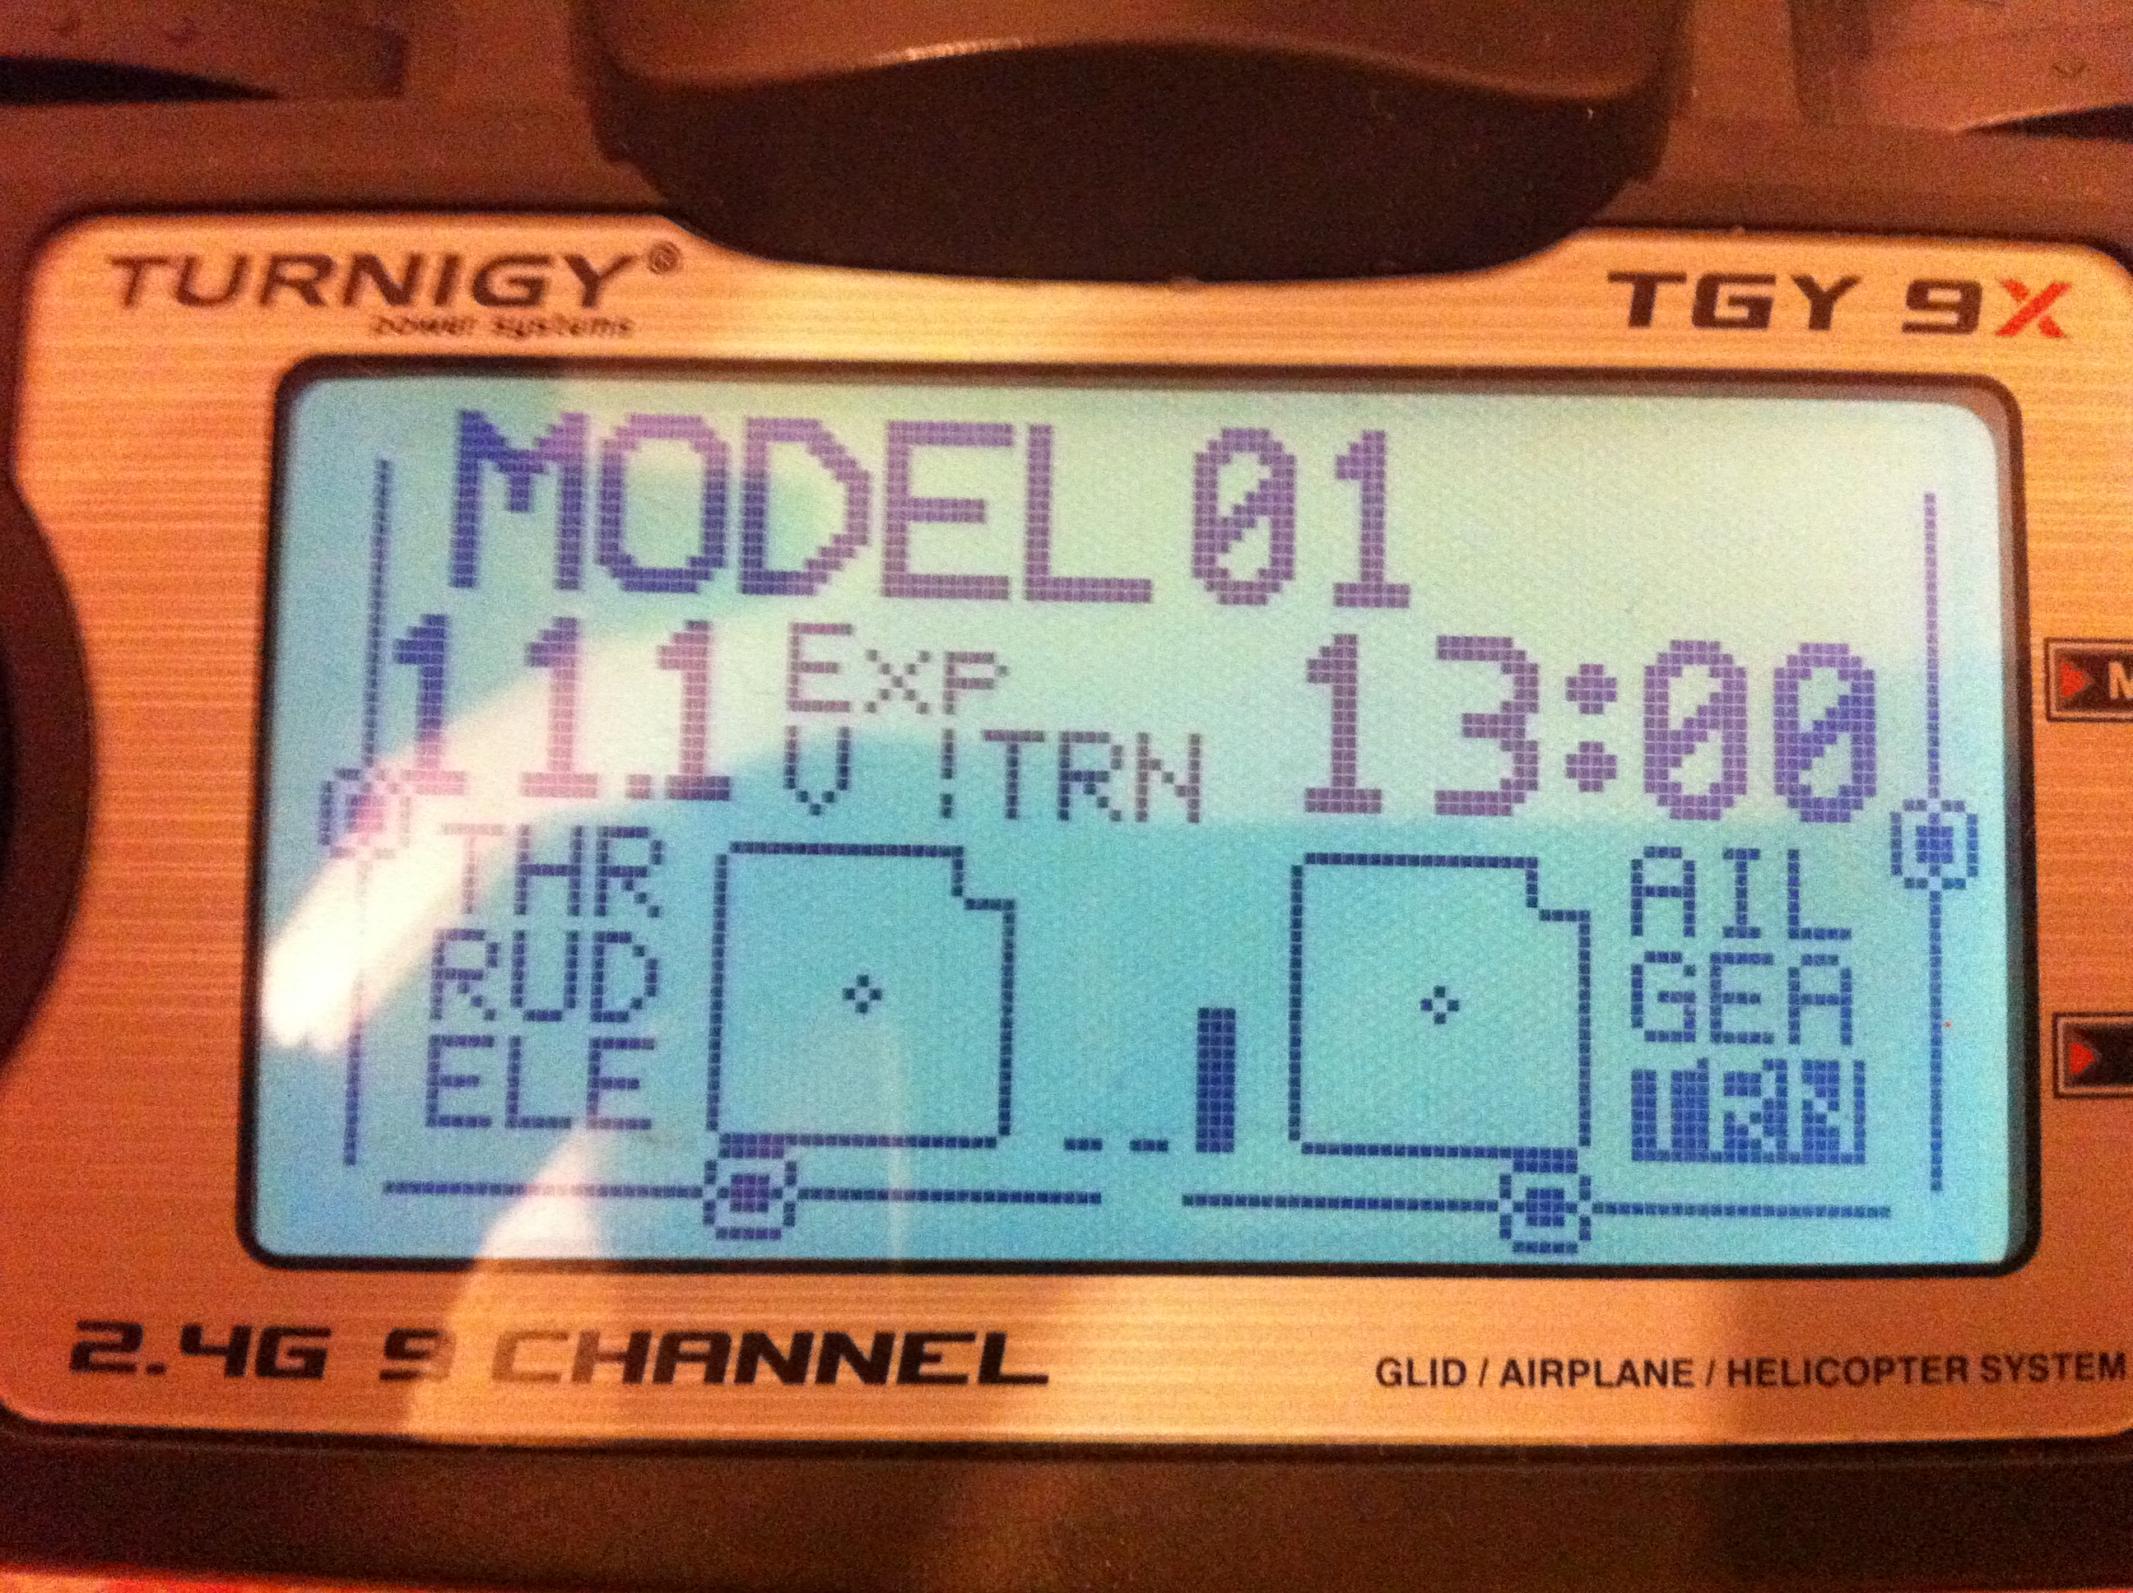 TURNIGY®
power systems
TGY 9X
MODEL01
11.1 Exp 13:00
V !TRN
THR AIL
RUD GEA
ELE
2.4G 9 CHANNEL
GLID / AIRPLANE / HELICOPTER SYSTEM
M